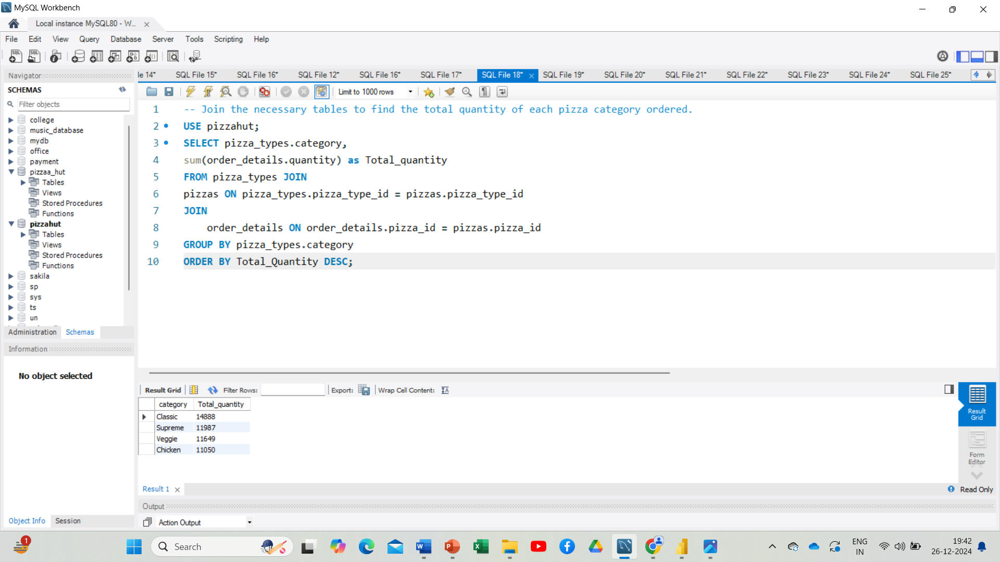 MySQL Workbench
Local instance MySQL80 - W...
File Edit View Query Database Server Tools Scripting Help
Navigator
SCHEMAS
Filter objects
college
music_database
mydb
office
payment
pizzaa_hut
Tables
Views
Stored Procedures
Functions
pizzahut
Tables
Views
Stored Procedures
Functions
sakila
sp
sys
ts
un
Administration Schemas
Information
No object selected
Object Info Session
le 14* SQL File 15* SQL File 16* SQL File 12* SQL File 16* SQL File 17* SQL File 18* SQL File 19* SQL File 20* SQL File 21* SQL File 22* SQL File 23* SQL File 24* SQL File 25*
Limit to 1000 rows
1 -- Join the necessary tables to find the total quantity of each pizza category ordered.
2 USE pizzahut;
3 SELECT pizza_types.category,
4 sum(order_details.quantity) as Total_quantity
5 FROM pizza_types JOIN
6 pizzas ON pizza_types.pizza_type_id = pizzas.pizza_type_id
7 JOIN
8 order_details ON order_details.pizza_id = pizzas.pizza_id
9 GROUP BY pizza_types.category
10 ORDER BY Total_Quantity DESC;
Result Grid Filter Rows: Export: Wrap Cell Content:
category Total_quantity
Classic 14888
Supreme 11987
Veggie 11649
Chicken 11050
Result Grid
Form Editor
Result 1
Read Only
Output
Action Output
1
Search
ENG
IN
19:42
26-12-2024